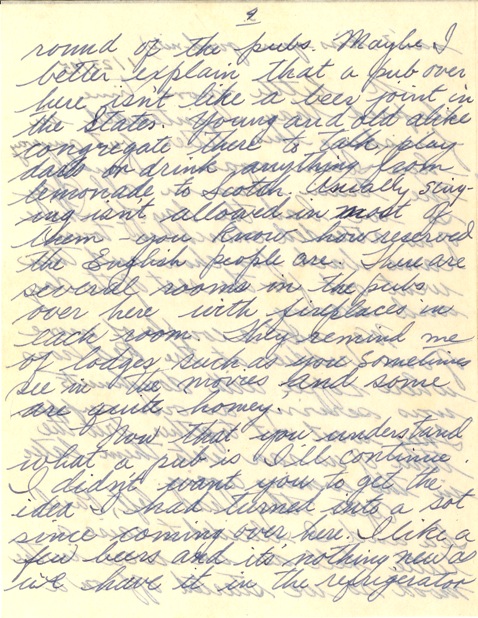 9.
round of the pubs. Maybe I
better explain that a pub over
here isn't like a beer joint in
the States. Young and old alike
congregate there to talk, play
darts or drink anything from
lemonade to Scotch. Usually sing-
ing isn't allowed in most of
them - you know how reserved
the English people are. There are
several rooms in the pubs
over here with fireplaces in
each room. They remind me
of lodges such as you sometimes
see in the movies and some
are quite homey.
Now that you understand
what a pub is I'll continue.
I didn't want you to get the
idea I had turned into a sot
since coming over here. I like a
few beers and it's nothing new as
we have it in the refrigerator